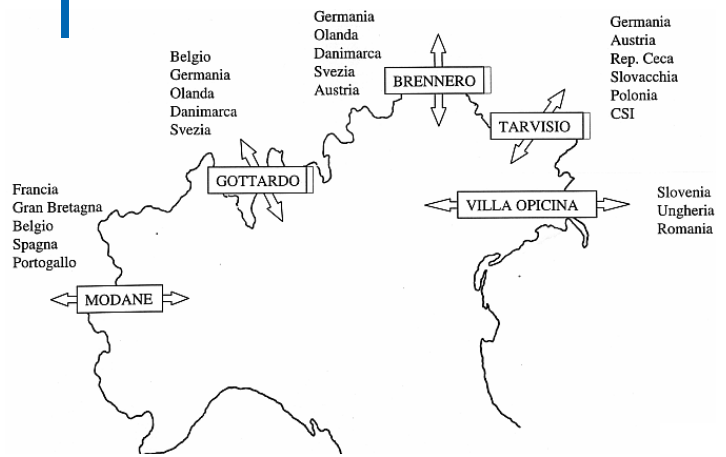 Germania
Olanda
Danimarca
Svezia
Austria
BRENNERO
Germania
Austria
Rep. Ceca
Slovacchia
Polonia
CSI
TARVISIO
Belgio
Germania
Olanda
Danimarca
Svezia
GOTTARDO
Francia
Gran Bretagna
Belgio
Spagna
Portogallo
MODANE
VILLA OPICINA
Slovenia
Ungheria
Romania